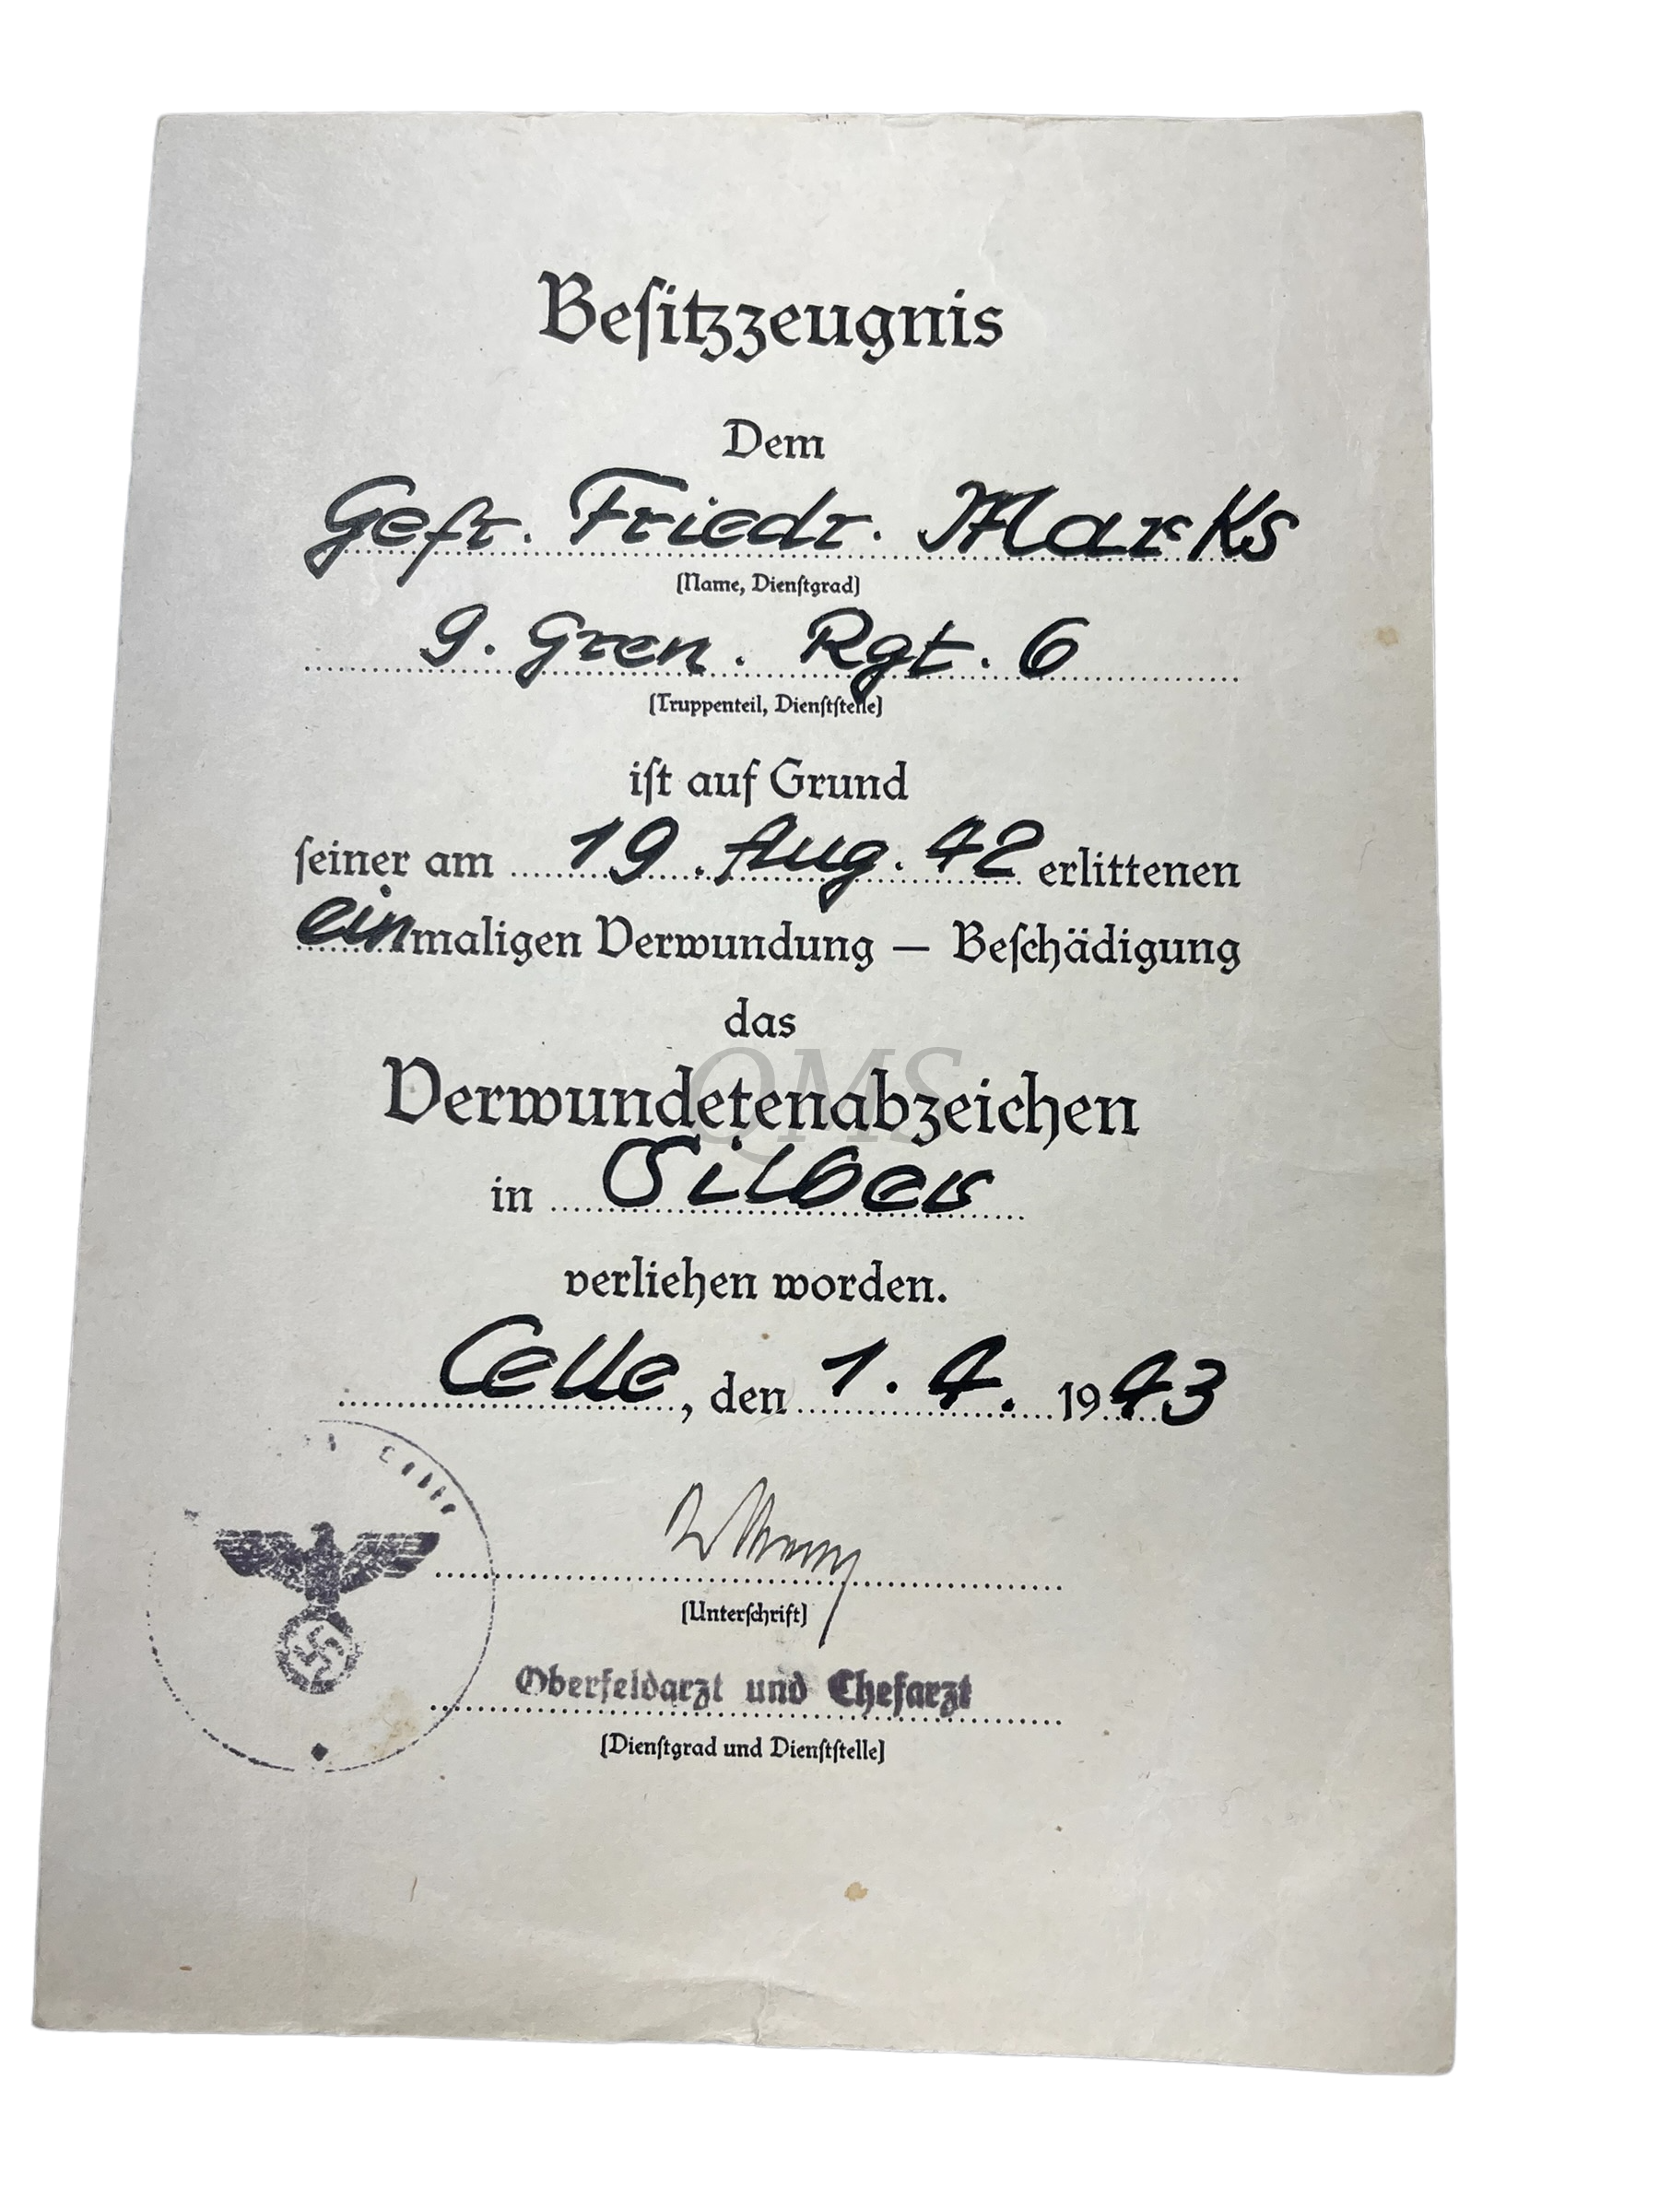 Besitzzeugnis
Dem
Gefr. Friedr. Marks
(Name, Dienstgrad)
9. Gren. Rgt. 6
(Truppenteil, Dienststelle)
ist auf Grund
seiner am 19. Aug. 42 erlittenen
einmaligen Verwundung – Beschädigung
das
Verwundetenabzeichen
QMS
in Silber
verliehen worden.
Celle, den 1. 4. 1943
Celle
(Unterschrift)
Oberfeldarzt und Chefarzt
(Dienstgrad und Dienststelle)